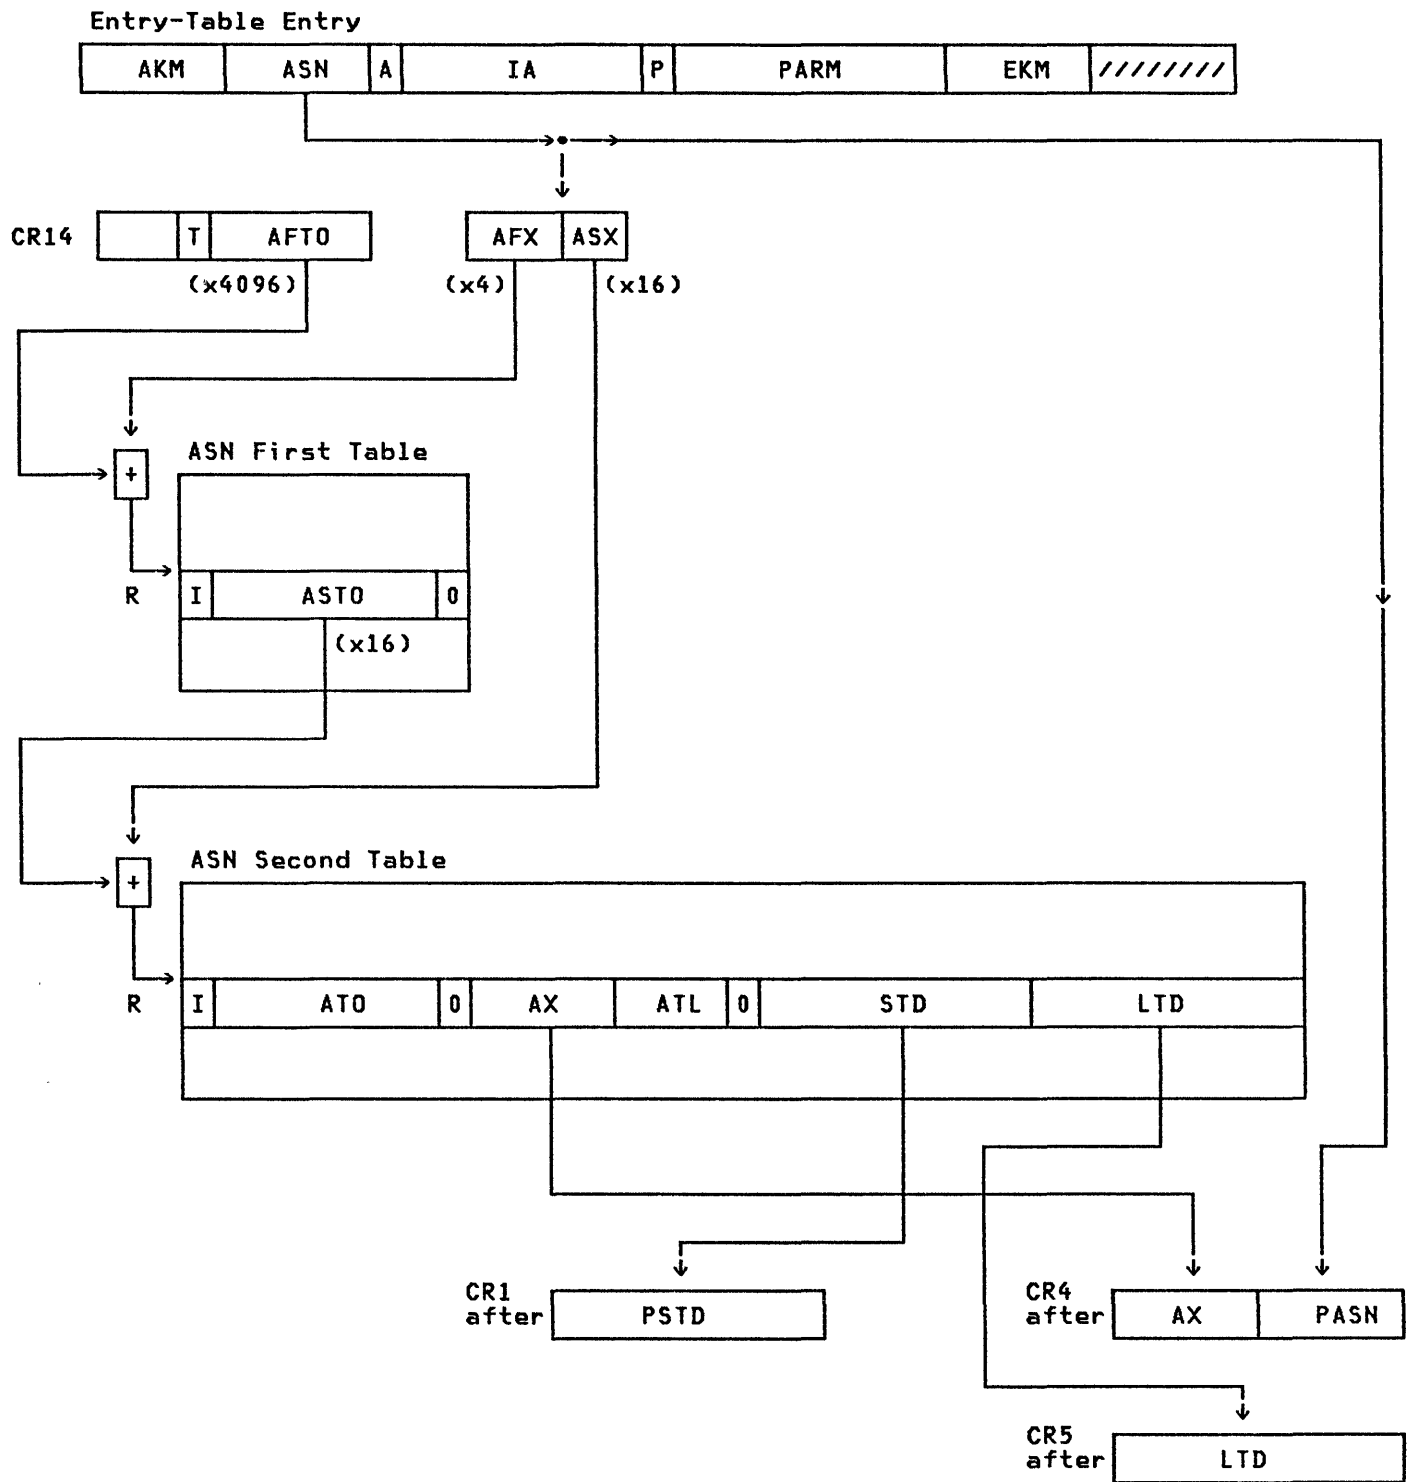 Entry-Table Entry
AKM ASN A IA P PARM EKM ////////
CR14 T AFTO AFX ASX
(x4096) (x4) (x16)
ASN First Table
+
R I ASTO 0
(x16)
ASN Second Table
+
R I ATO 0 AX ATL 0 STD LTD
CR1 after PSTD
CR4 after AX PASN
CR5 after LTD